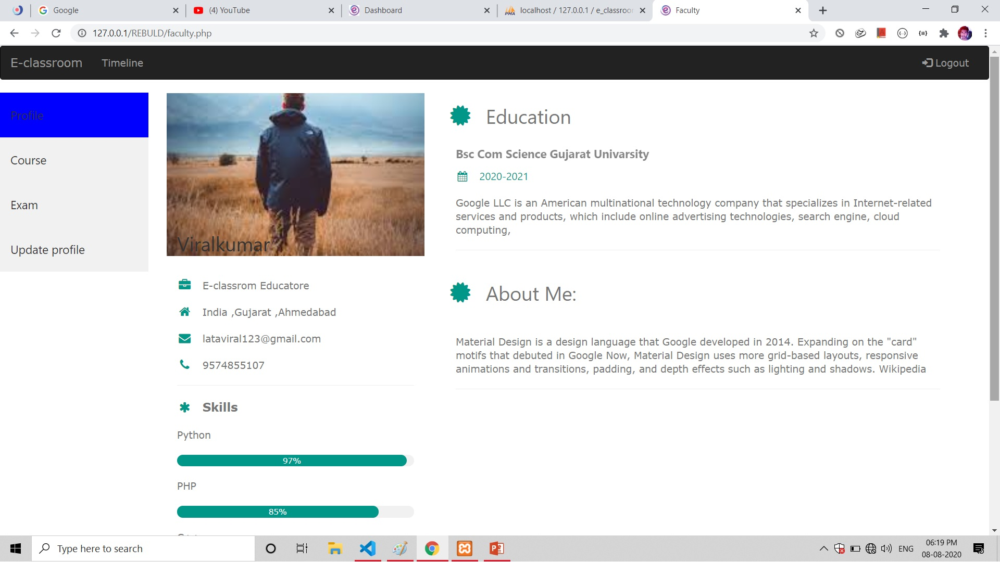 Google
(4) YouTube
Dashboard
localhost / 127.0.0.1 / e_classroo
Faculty
127.0.0.1/REBULD/faculty.php
E-classroom
Timeline
Logout
Profile
Course
Exam
Update profile
Viralkumar
E-classrom Educatore
India ,Gujarat ,Ahmedabad
lataviral123@gmail.com
9574855107
Skills
Python
97%
PHP
85%
Education
Bsc Com Science Gujarat Univarsity
2020-2021
Google LLC is an American multinational technology company that specializes in Internet-related
services and products, which include online advertising technologies, search engine, cloud
computing,
About Me:
Material Design is a design language that Google developed in 2014. Expanding on the "card"
motifs that debuted in Google Now, Material Design uses more grid-based layouts, responsive
animations and transitions, padding, and depth effects such as lighting and shadows. Wikipedia
Type here to search
ENG
06:19 PM
08-08-2020